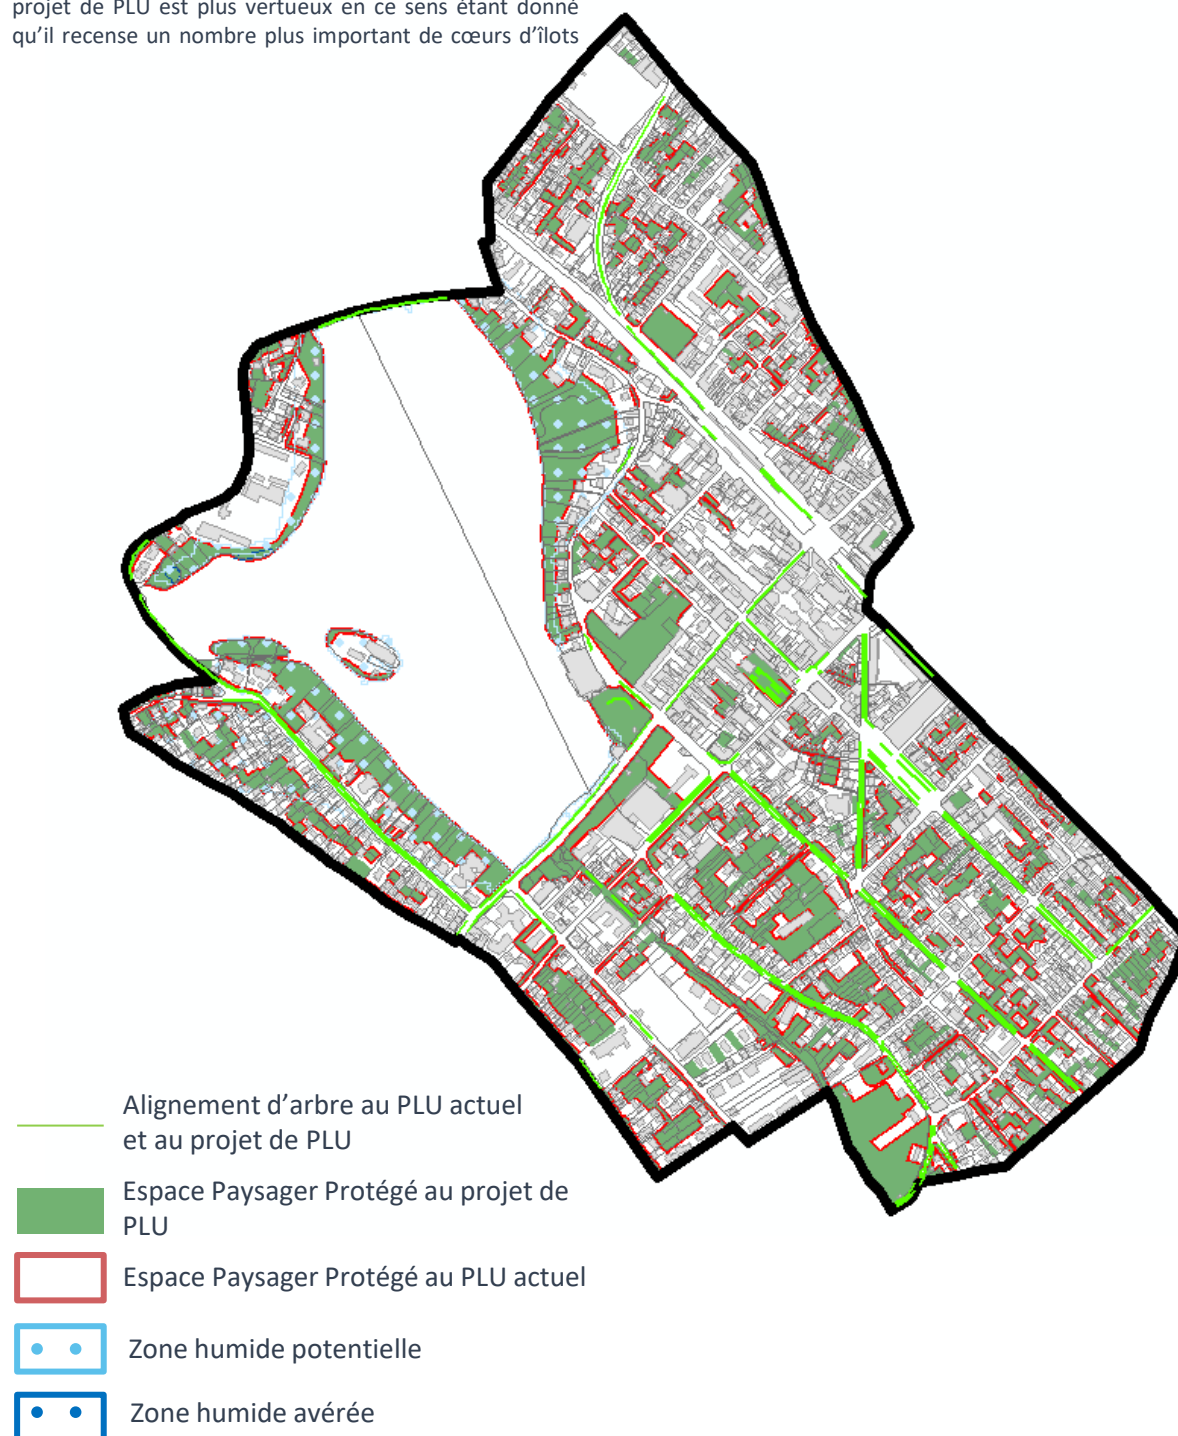 projet de PLU est plus vertueux en ce sens étant donné
qu’il recense un nombre plus important de cœurs d’îlots
Alignement d’arbre au PLU actuel
et au projet de PLU
Espace Paysager Protégé au projet de
PLU
Espace Paysager Protégé au PLU actuel
Zone humide potentielle
Zone humide avérée